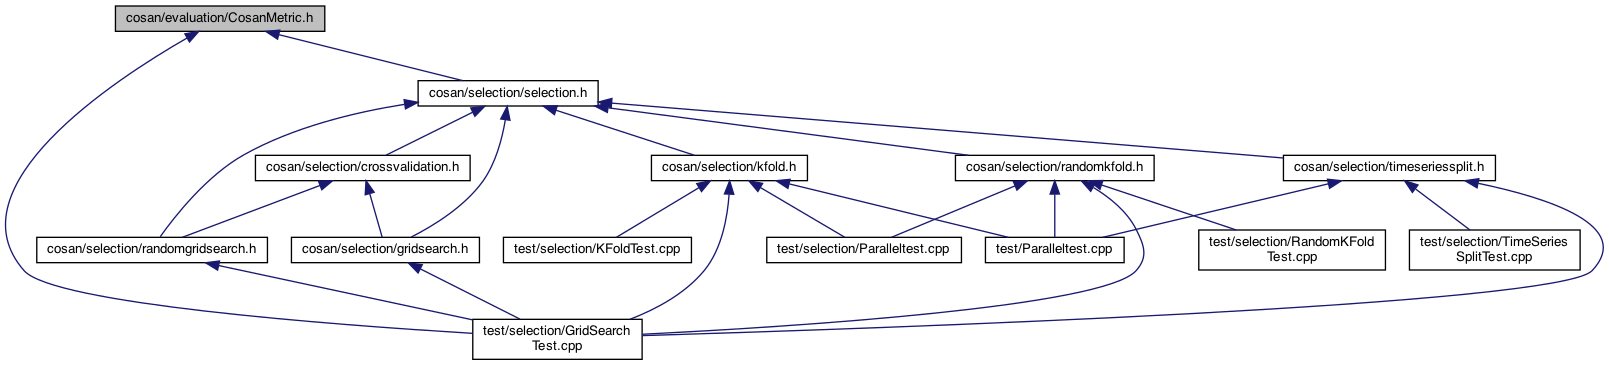 cosan/evaluation/CosanMetric.h
cosan/selection/selection.h
cosan/selection/crossvalidation.h
cosan/selection/kfold.h
cosan/selection/randomkfold.h
cosan/selection/timeseriessplit.h
cosan/selection/randomgridsearch.h
cosan/selection/gridsearch.h
test/selection/KFoldTest.cpp
test/selection/Paralleltest.cpp
test/Paralleltest.cpp
test/selection/RandomKFold
Test.cpp
test/selection/TimeSeries
SplitTest.cpp
test/selection/GridSearch
Test.cpp